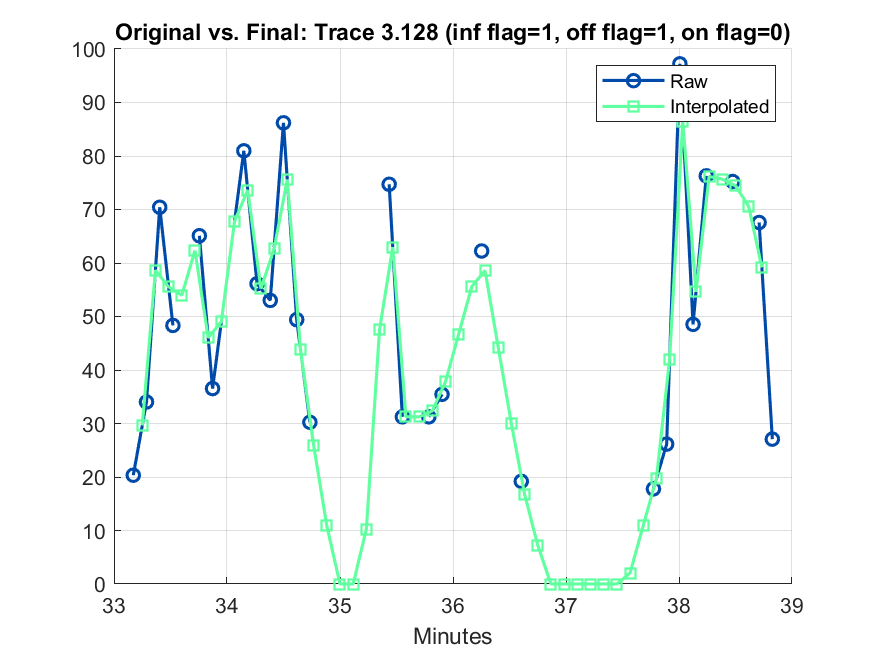 Original vs. Final: Trace 3.128 (inf flag=1, off flag=1, on flag=0)
100
90
80
70
60
50
40
30
20
10
0
Raw
Interpolated
33 34 35 36 37 38 39
Minutes